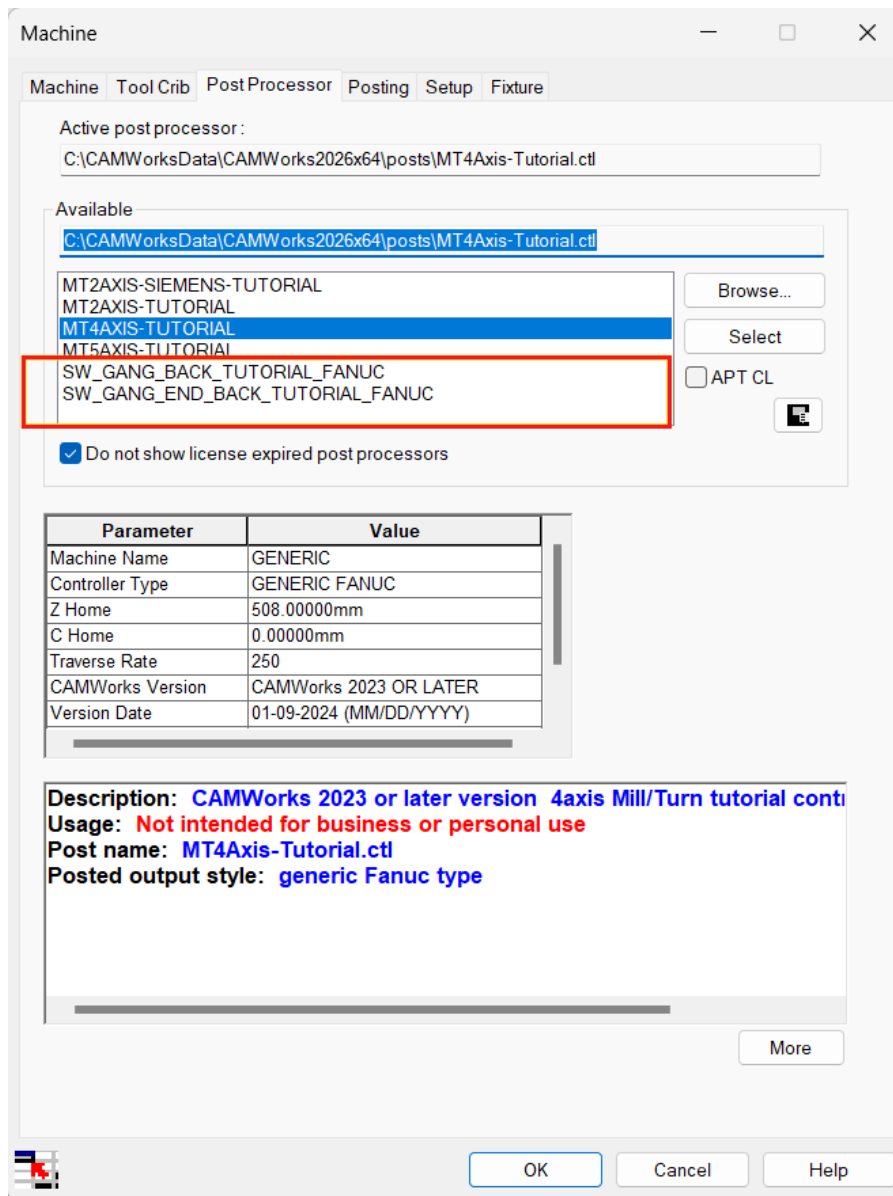 Machine
Machine Tool Crib Post Processor Posting Setup Fixture
Active post processor :
C:\CAMWorksData\CAMWorks2026x64\posts\MT4Axis-Tutorial.ctl
Available
C:\CAMWorksData\CAMWorks2026x64\posts\MT4Axis-Tutorial.ctl
MT2AXIS-SIEMENS-TUTORIAL
MT2AXIS-TUTORIAL
MT4AXIS-TUTORIAL
MT5AXIS-TUTORIAL
SW_GANG_BACK_TUTORIAL_FANUC
SW_GANG_END_BACK_TUTORIAL_FANUC
Browse...
Select
APT CL
Do not show license expired post processors
Parameter Value
Machine Name GENERIC
Controller Type GENERIC FANUC
Z Home 508.00000mm
C Home 0.00000mm
Traverse Rate 250
CAMWorks Version CAMWorks 2023 OR LATER
Version Date 01-09-2024 (MM/DD/YYYY)
Description: CAMWorks 2023 or later version 4axis Mill/Turn tutorial
Usage: Not intended for business or personal use
Post name: MT4Axis-Tutorial.ctl
Posted output style: generic Fanuc type
More
OK Cancel Help